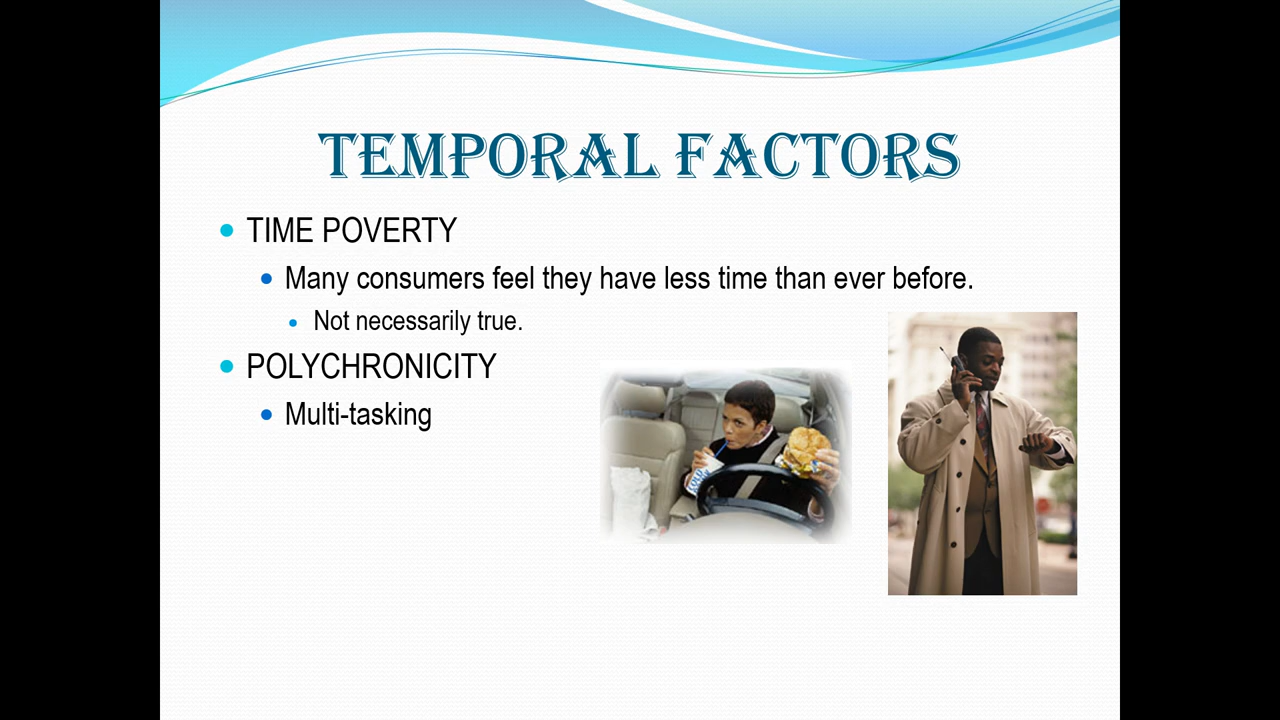 TEMPORAL FACTORS
TIME POVERTY
Many consumers feel they have less time than ever before.
Not necessarily true.
POLYCHRONICITY
Multi-tasking